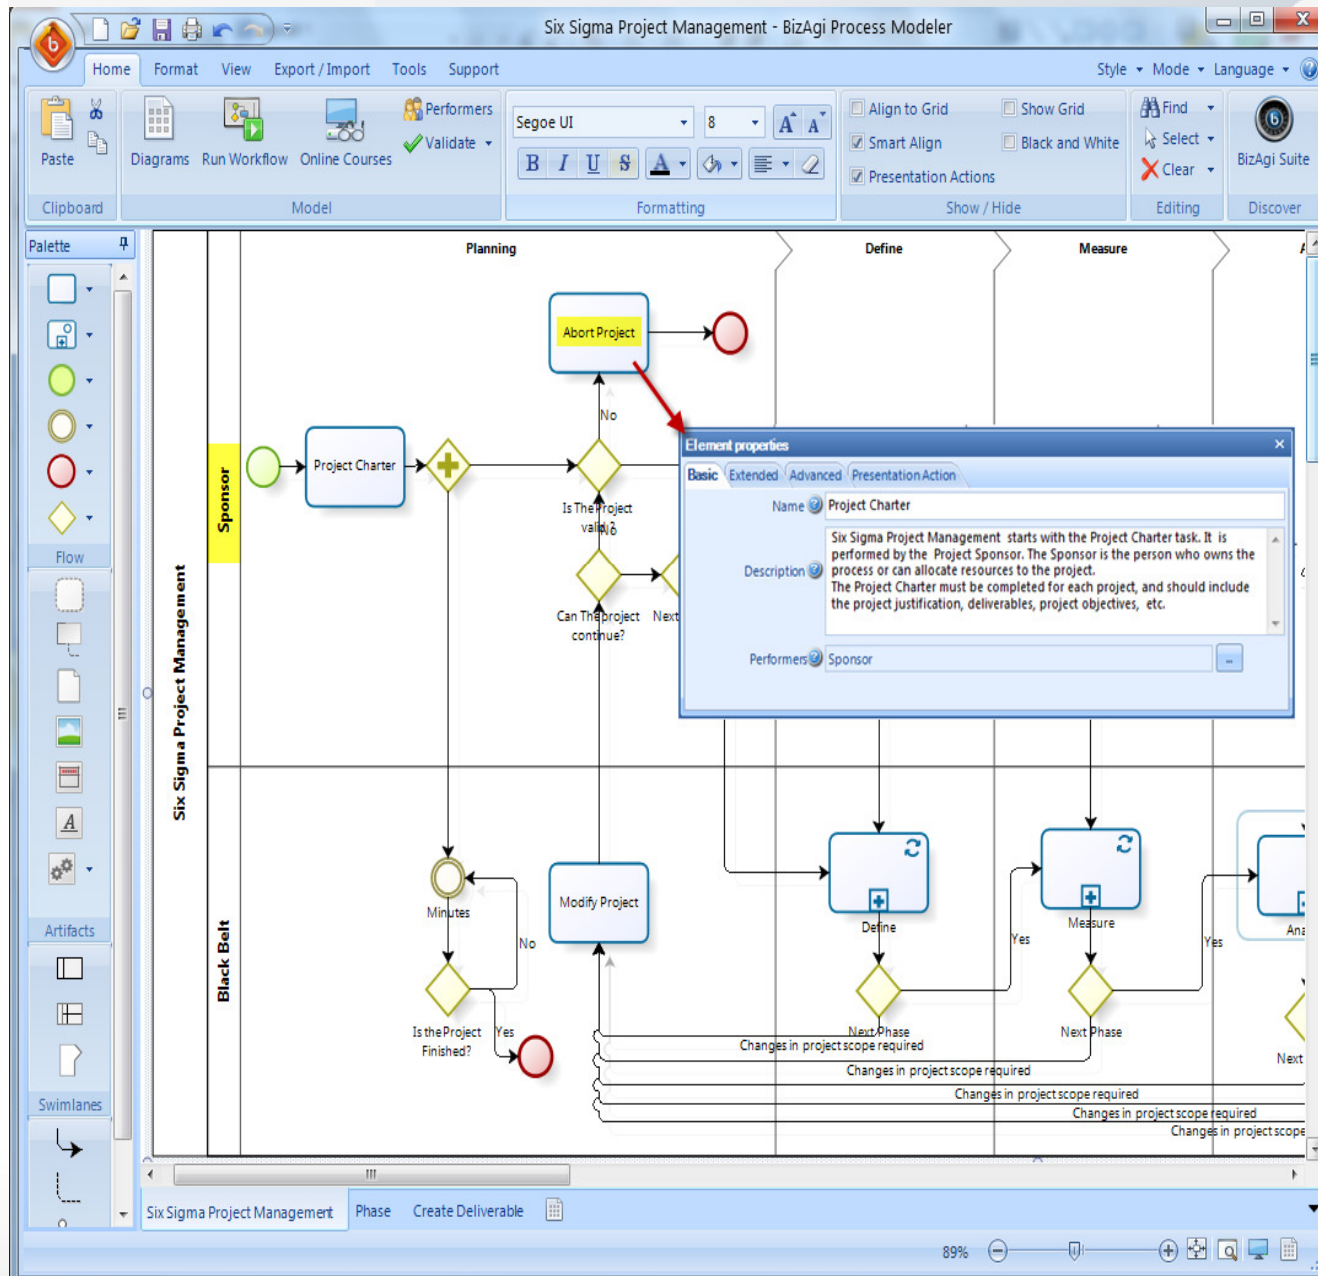 Six Sigma Project Management - BizAgi Process Modeler
Home Format View Export / Import Tools Support
Style Mode Language
Paste
Clipboard
Diagrams Run Workflow Online Courses
Performers
Validate
Model
Segoe UI 8
B I U S A
Formatting
Align to Grid Show Grid
Smart Align Black and White
Presentation Actions
Show / Hide
Find
Select
Clear
Editing
BizAgi Suite
Discover
Palette
Flow
A
Artifacts
Swimlanes
Planning Define Measure
Six Sigma Project Management
Sponsor
Black Belt
Abort Project
No
Project Charter
Is The Project
valid?
No
Can The project
continue?
Next
Element properties
Basic Extended Advanced Presentation Action
Name Project Charter
Description
Six Sigma Project Management starts with the Project Charter task. It is
performed by the Project Sponsor. The Sponsor is the person who owns the
process or can allocate resources to the project.
The Project Charter must be completed for each project, and should include
the project justification, deliverables, project objectives, etc.
Performers Sponsor
...
Minutes
No
Is the Project
Finished?
Yes
Modify Project
Define
Yes
Measure
Yes
Ana
Next Phase
Next Phase
Next
Changes in project scope required
Changes in project scope required
Changes in project scope required
Changes in project scope required
Changes in project scope
Six Sigma Project Management Phase Create Deliverable
89%